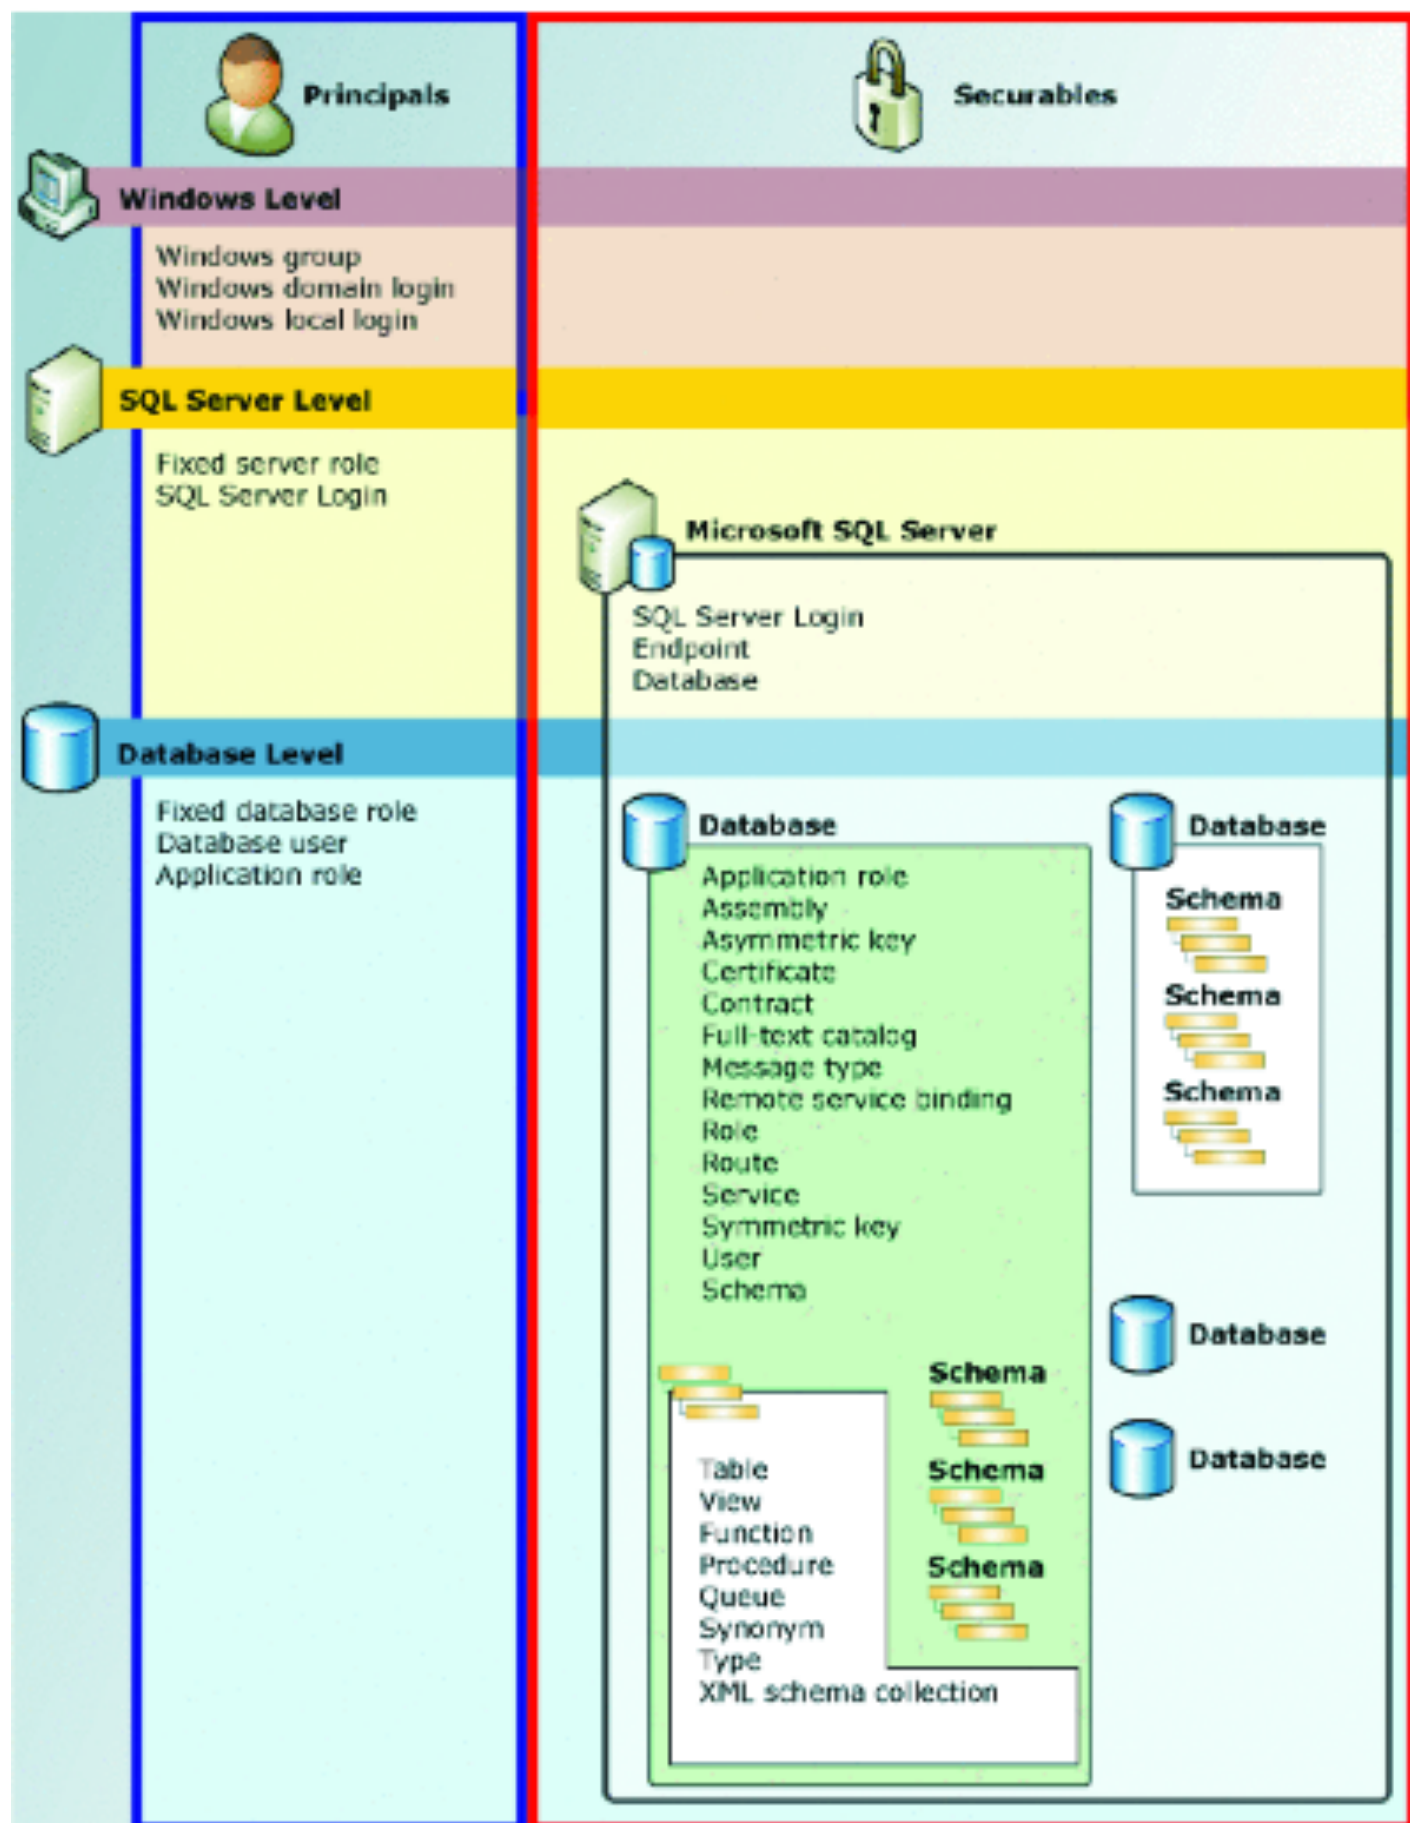 Principals
Securables
Windows Level
Windows group
Windows domain login
Windows local login
SQL Server Level
Fixed server role
SQL Server Login
Microsoft SQL Server
SQL Server Login
Endpoint
Database
Database Level
Fixed database role
Database user
Application role
Database
Application role
Assembly
Asymmetric key
Certificate
Contract
Full-text catalog
Message type
Remote service binding
Role
Route
Service
Symmetric key
User
Schema
Table
View
Function
Procedure
Queue
Synonym
Type
XML schema collection
Schema
Schema
Schema
Database
Schema
Schema
Schema
Database
Database